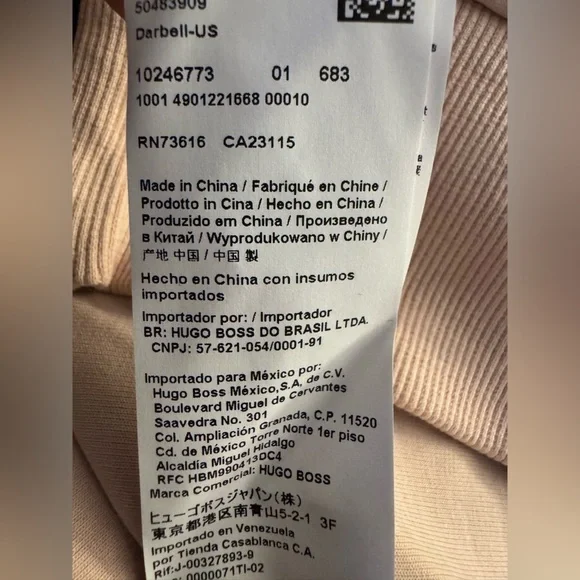 50483909
Darbell-US
10246773 01 683
1001 4901221668 00010
RN73616 CA23115
Made in China / Fabriqué en Chine /
Prodotto in Cina / Hecho en China /
Produzido em China / Произведено
в Китай / Wyprodukowano w Chiny /
产地 中国 / 中国 製
Hecho en China con insumos
importados
Importador por: / Importador
BR: HUGO BOSS DO BRASIL LTDA.
CNPJ: 57-621-054/0001-91
Importado para México por:
Hugo Boss México,S.A. de C.V.
Boulevard Miguel de Cervantes
Saavedra No. 301
Col. Ampliación Granada, C.P. 11520
Cd. de México Torre Norte 1er piso
Alcaldía Miguel Hidalgo
RFC HBM990413DC4
Marca Comercial: HUGO BOSS
ヒューゴボスジャパン(株)
東京都港区南青山5-2-1 3F
Importado en Venezuela
por Tienda Casablanca C.A.
Rif:J-00327893-9
0000071TI-02